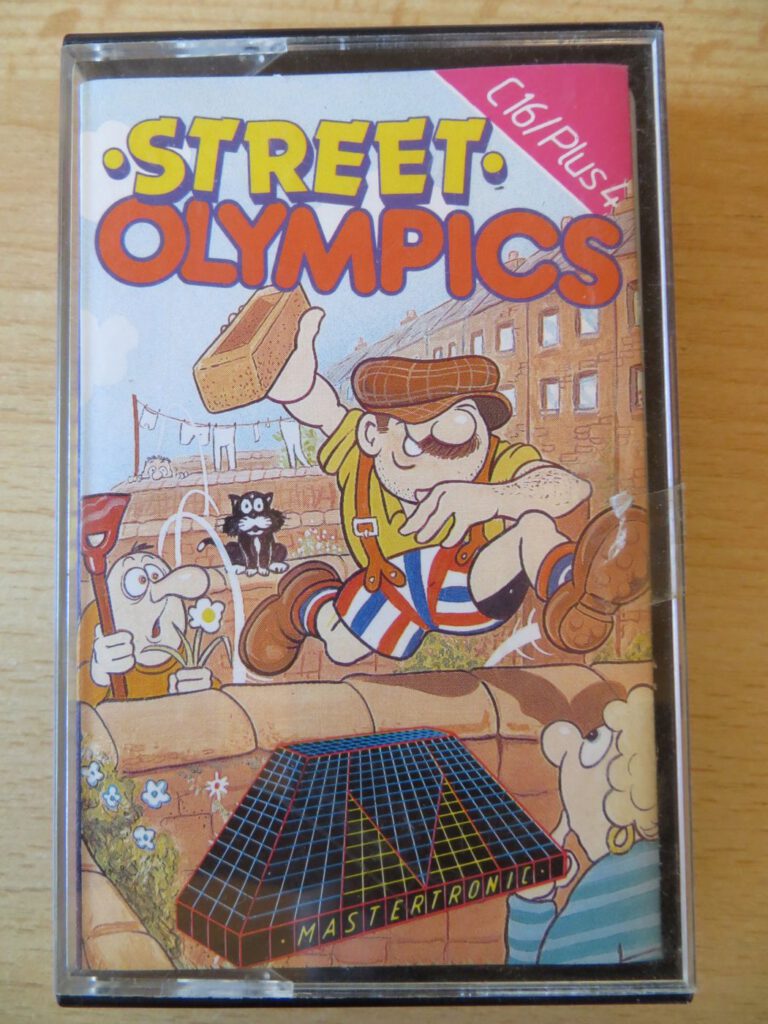 C16/Plus 4
·STREET·
OLYMPICS
·MASTERTRONIC·